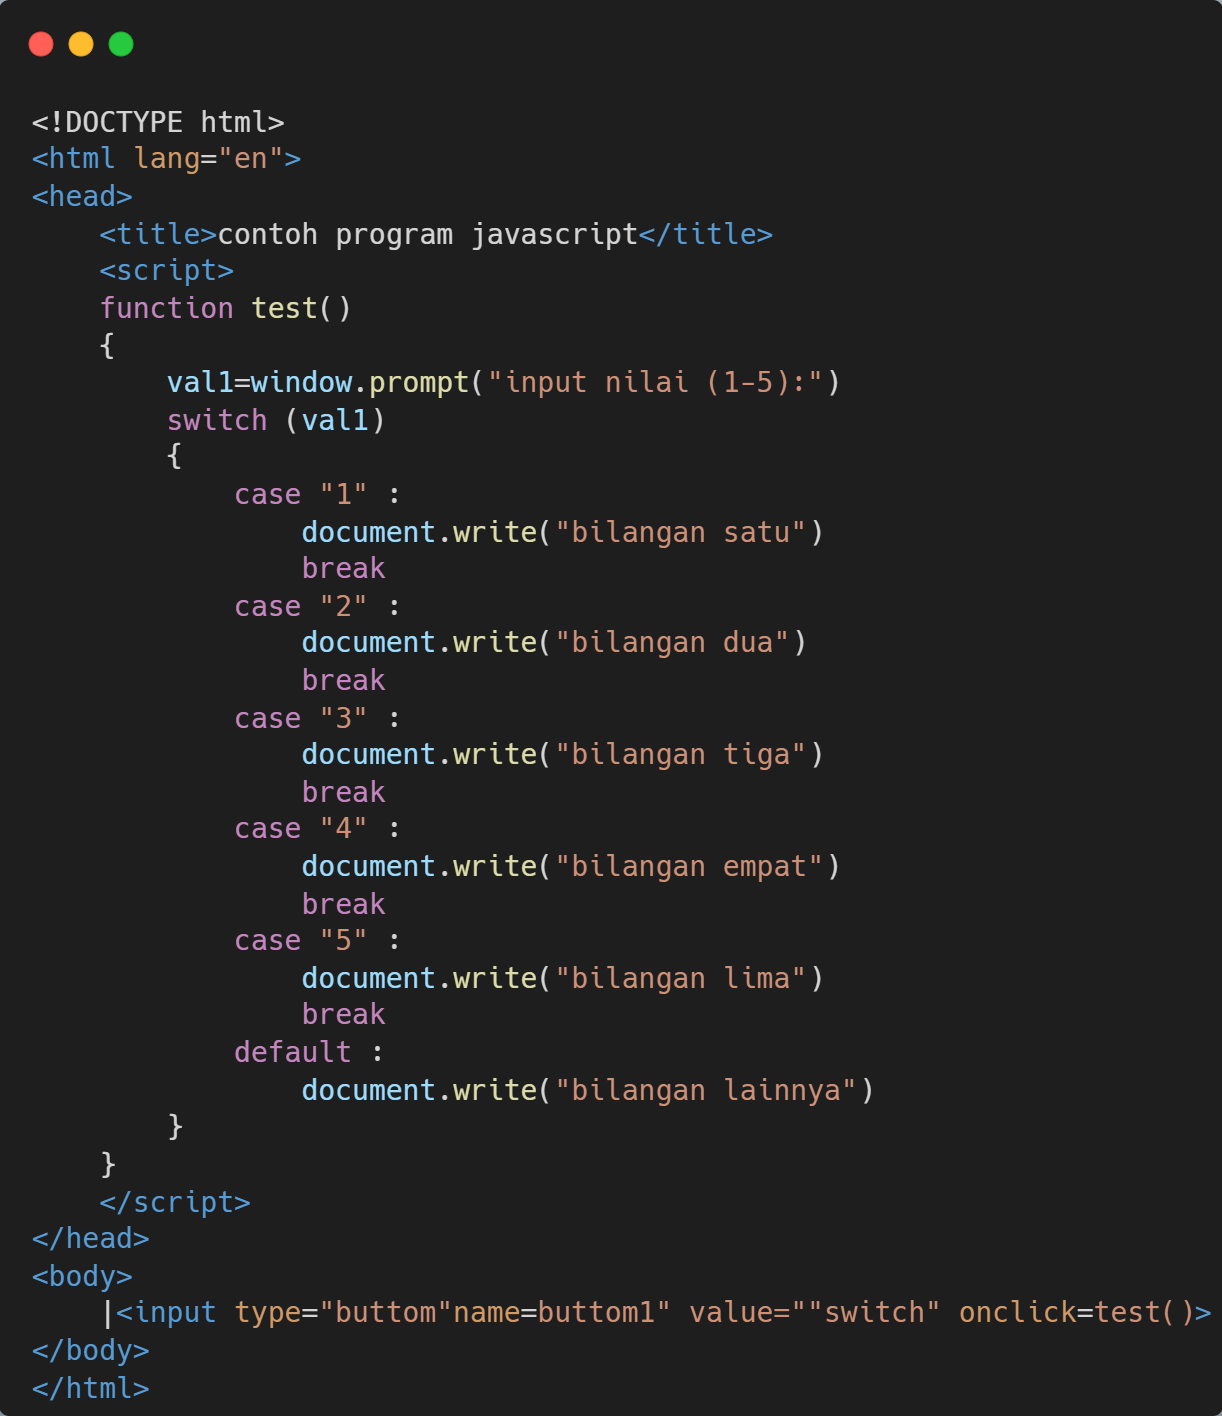 <!DOCTYPE html>
<html lang="en">
<head>
    <title>contoh program javascript</title>
    <script>
    function test()
    {
        val1=window.prompt("input nilai (1-5):")
        switch (val1)
        {
            case "1" :
                document.write("bilangan satu")
                break
            case "2" :
                document.write("bilangan dua")
                break
            case "3" :
                document.write("bilangan tiga")
                break
            case "4" :
                document.write("bilangan empat")
                break
            case "5" :
                document.write("bilangan lima")
                break
            default :
                document.write("bilangan lainnya")
        }
    }
    </script>
</head>
<body>
    |<input type="buttom"name=buttom1" value=""switch" onclick=test()>
</body>
</html>